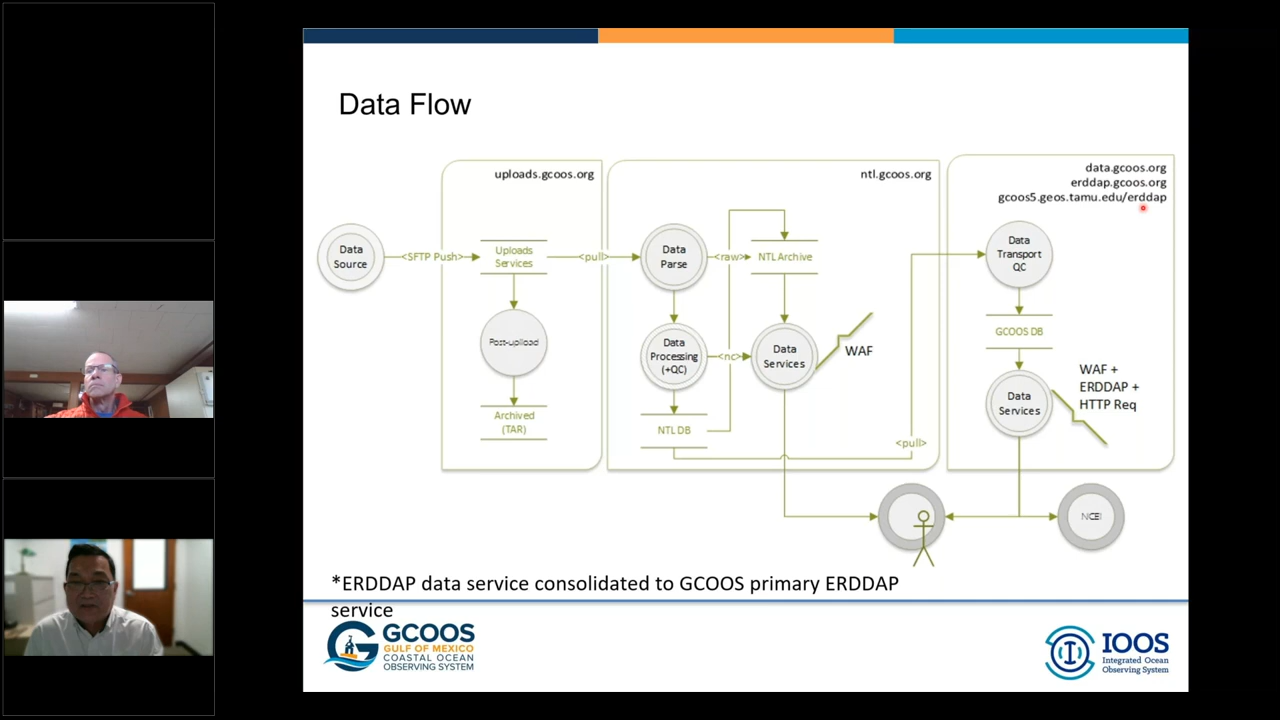 Data Flow
uploads.gcoos.org
ntl.gcoos.org
data.gcoos.org
erddap.gcoos.org
gcoos5.geos.tamu.edu/erddap
Data
Source
<SFTP Push>
Uploads
Services
<pull>
Data
Parse
<raw>
NTL Archive
Data
Transport
QC
Post-upload
Data
Processing
(+QC)
<nc>
Data
Services
WAF
GCOOS DB
Archived
(TAR)
NTL DB
<pull>
Data
Services
WAF +
ERDDAP +
HTTP Req
NCEI
*ERDDAP data service consolidated to GCOOS primary ERDDAP
service
GCOOS
GULF OF MEXICO
COASTAL OCEAN
OBSERVING SYSTEM
IOOS
Integrated Ocean
Observing System